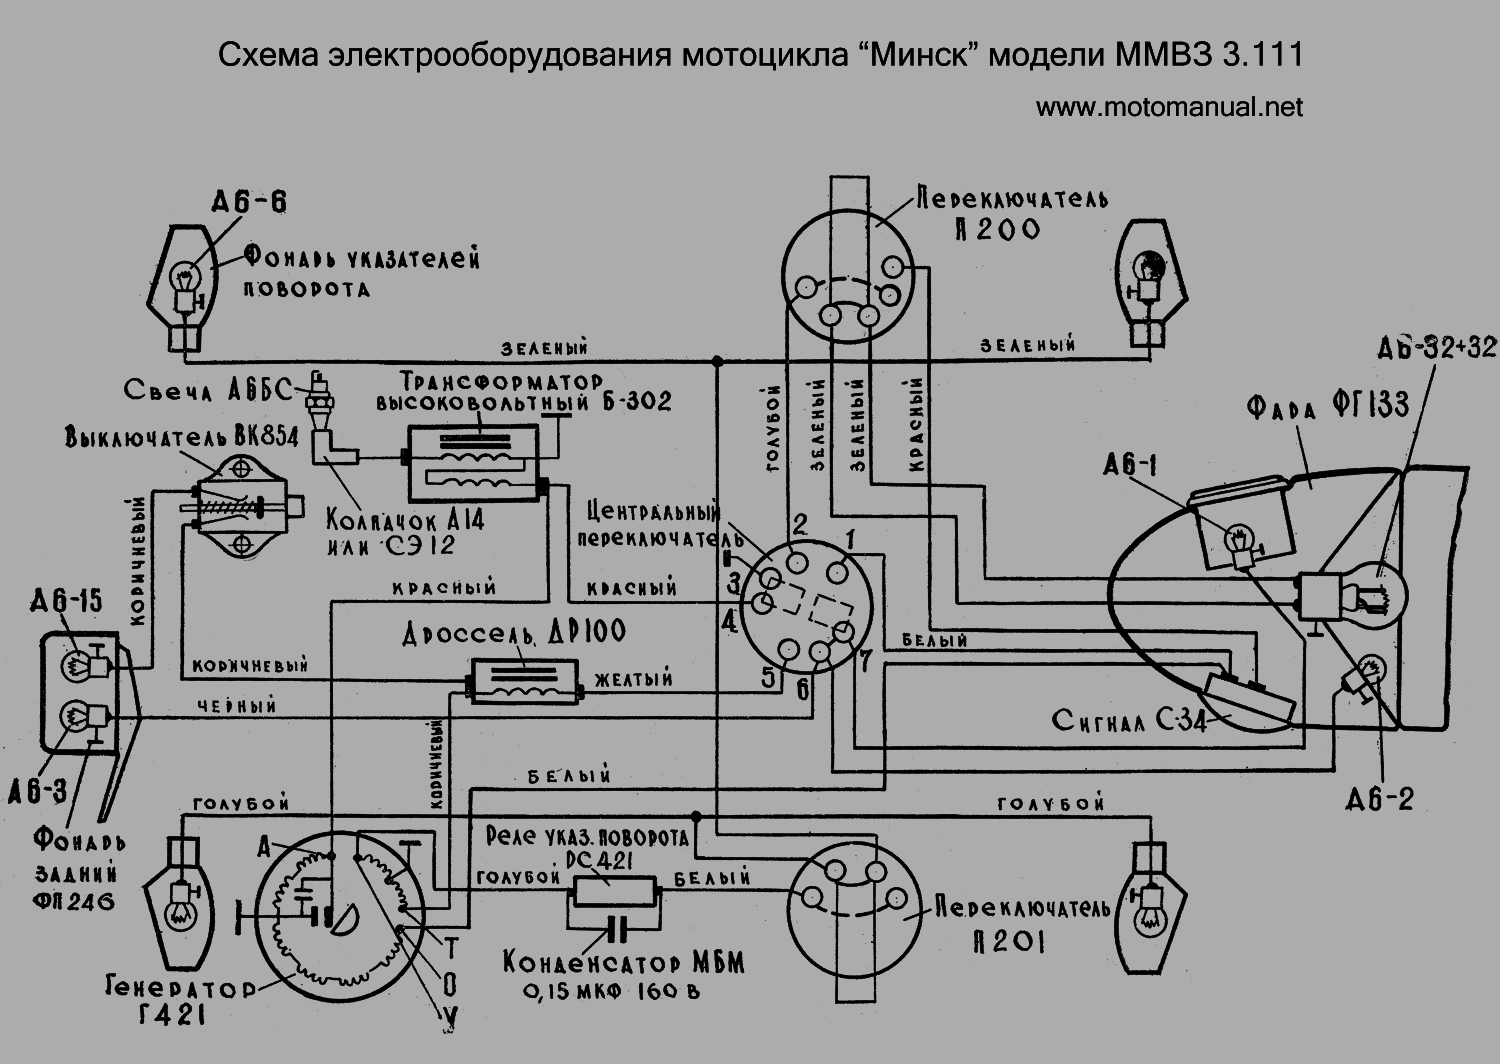 Схема электрооборудования мотоцикла “Минск” модели ММВЗ 3.111
www.motomanual.net
А6-6
Фонарь указателей
поворота
Переключатель
П200
зеленый
зеленый
А6-32+32
Свеча А6БС
Трансформатор
высоковольтный Б-302
Выключатель ВК854
голубой
зеленый
зеленый
красный
Фара ФГ133
А6-1
Колпачок А14
или СЭ12
Центральный
переключатель
2
1
3
4
5
6
7
коричневый
красный
красный
А6-15
Дроссель ДР100
белый
коричневый
желтый
черный
Сигнал С-34
коричневый
белый
А6-3
А6-2
голубой
голубой
Фонарь
задний
ФП246
А
Реле указ. поворота
РС421
голубой
белый
Переключатель
П201
Т
О
У
Конденсатор МБМ
0,15 мкф 160 в
Генератор
Г421